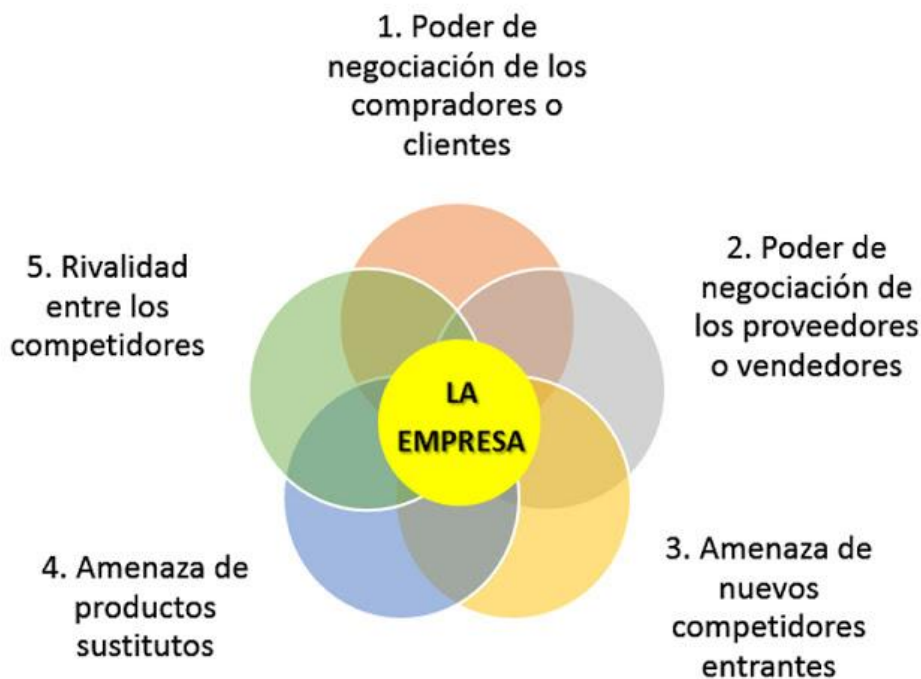 1. Poder de
negociación de los
compradores o
clientes
2. Poder de
negociación de
los proveedores
o vendedores
3. Amenaza de
nuevos
competidores
entrantes
4. Amenaza de
productos
sustitutos
5. Rivalidad
entre los
competidores
LA
EMPRESA